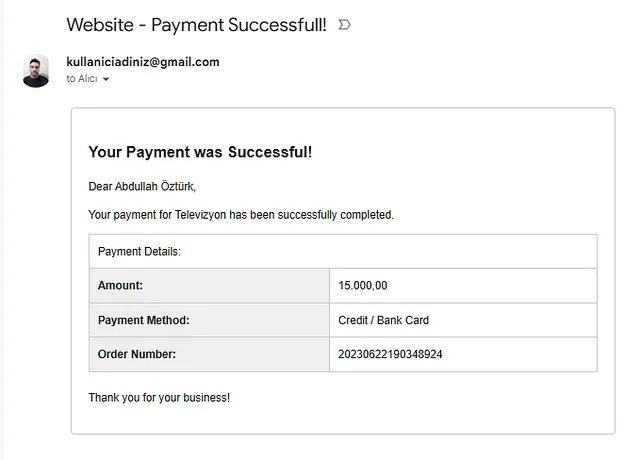 Website - Payment Successfull!
kullaniciadiniz@gmail.com
to Alıcı
Your Payment was Successful!
Dear Abdullah Öztürk,
Your payment for Televizyon has been successfully completed.
Payment Details:
Amount: 15.000,00
Payment Method: Credit / Bank Card
Order Number: 20230622190348924
Thank you for your business!